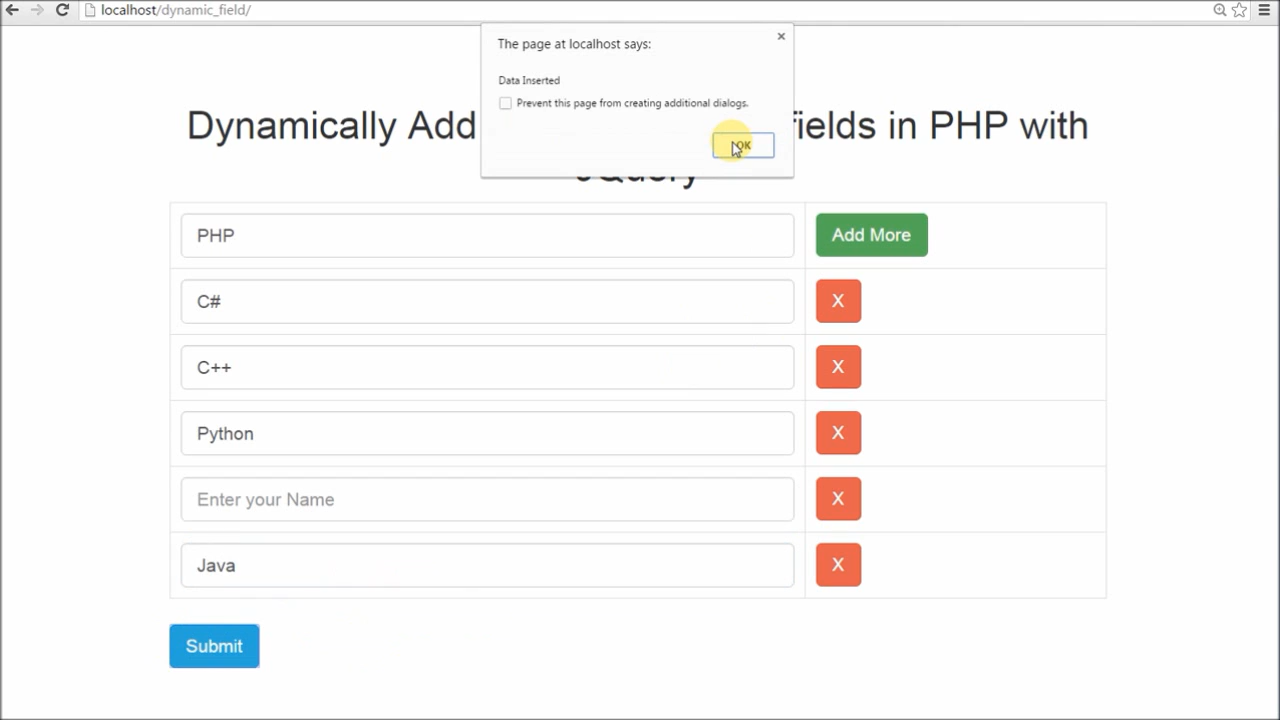 localhost/dynamic_field/
The page at localhost says:
Data Inserted
Prevent this page from creating additional dialogs.
OK
Dynamically Add fields in PHP with
PHP
Add More
C#
X
C++
X
Python
X
Enter your Name
X
Java
X
Submit